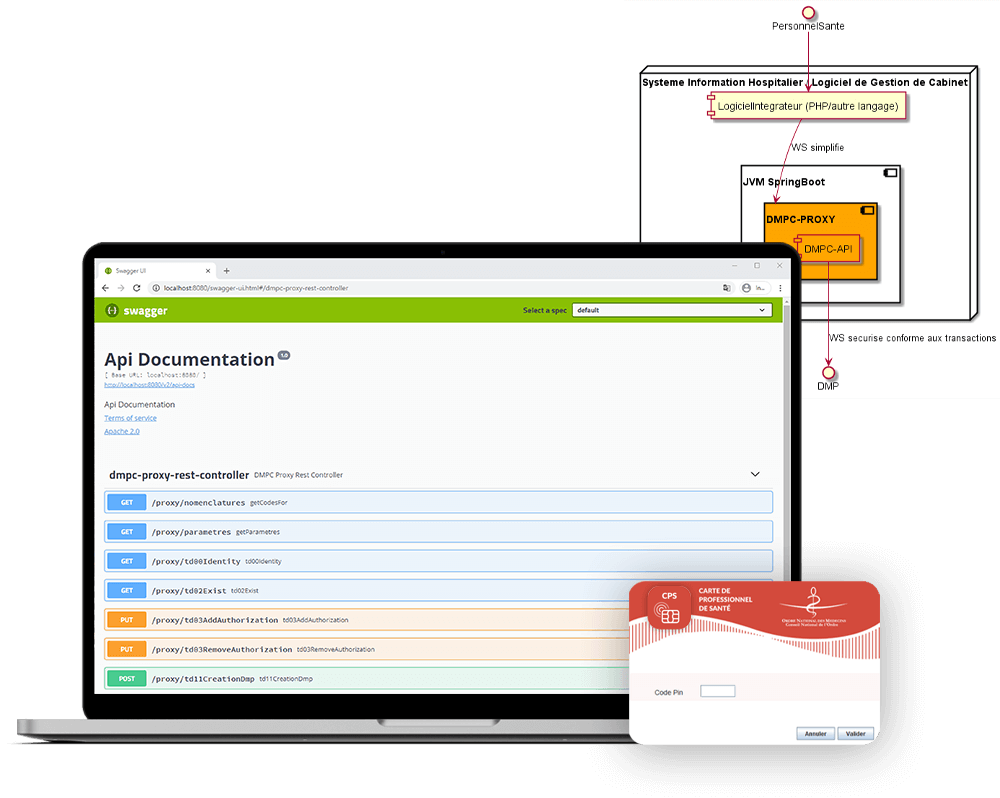 PersonnelSante
Systeme Information Hospitalier / Logiciel de Gestion de Cabinet
LogicielIntegrateur (PHP/autre langage)
WS simplifie
JVM SpringBoot
DMPC-PROXY
DMPC-API
WS securise conforme aux transactions
DMP
Swagger UI
localhost:8080/swagger-ui.html#/dmpc-proxy-rest-controller
In...
swagger
Select a spec
default
Api Documentation 1.0
[ Base URL: localhost:8080/ ]
http://localhost:8080/v2/api-docs
Api Documentation
Terms of service
Apache 2.0
dmpc-proxy-rest-controller DMPC Proxy Rest Controller
GET /proxy/nomenclatures getCodesFor
GET /proxy/parametres getParametres
GET /proxy/td00Identity td00Identity
GET /proxy/td02Exist td02Exist
PUT /proxy/td03AddAuthorization td03AddAuthorization
PUT /proxy/td03RemoveAuthorization td03RemoveAuthorization
POST /proxy/td11CreationDmp td11CreationDmp
CPS
CARTE DE
PROFESSIONNEL
DE SANTÉ
ORDRE NATIONAL DES MÉDECINS
Conseil National de l'Ordre
Code Pin
Annuler
Valider